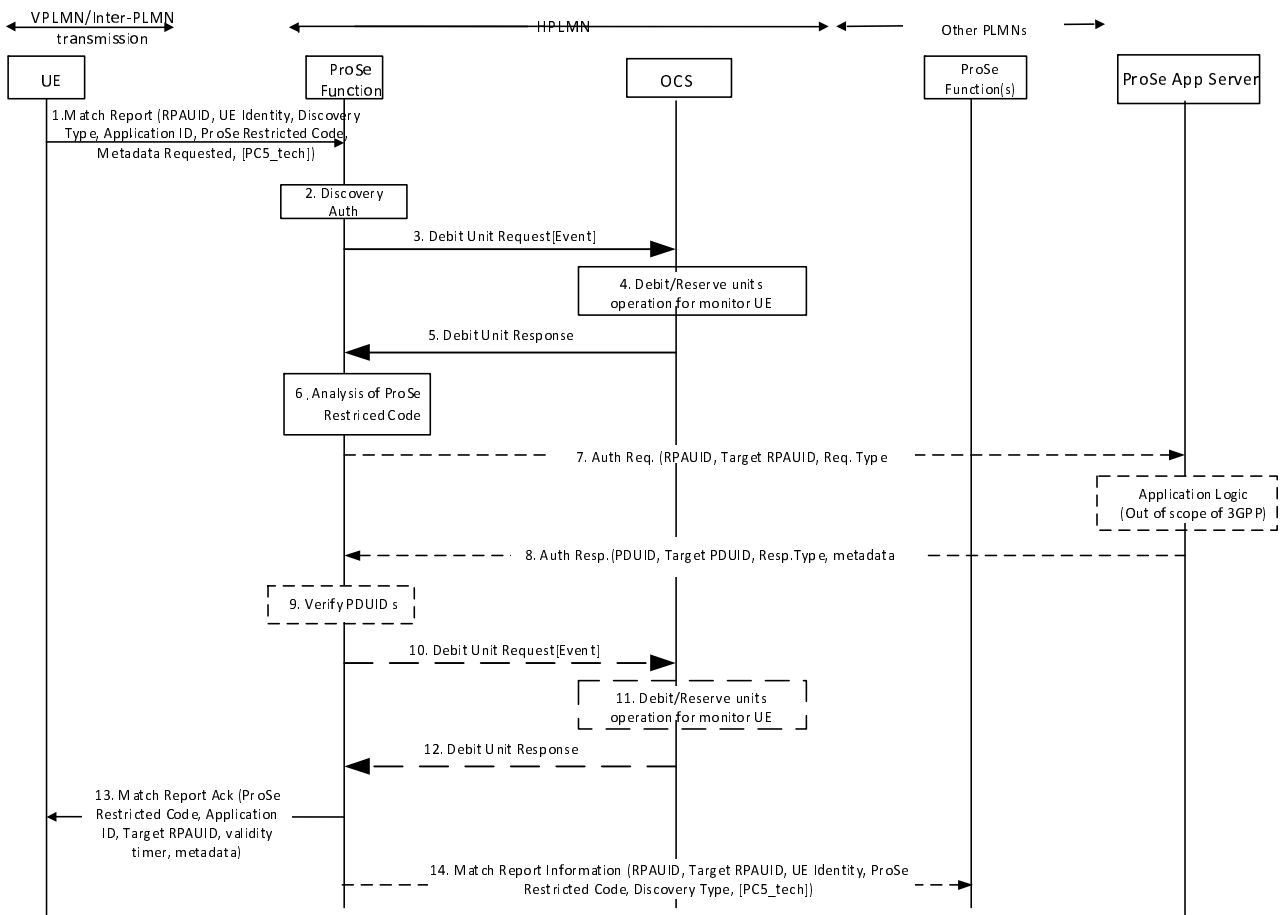 VPLMN/Inter-PLMN
transmission
HPLMN
Other PLMNs
UE
ProSe
Function
OCS
ProSe
Function(s)
ProSe App Server
1.Match Report (RPAUID, UE Identity, Discovery
Type, Application ID, ProSe Restricted Code,
Metadata Requested, [PC5_tech])
2. Discovery
Auth
3. Debit Unit Request[Event]
4. Debit/Reserve units
operation for monitor UE
5. Debit Unit Response
6. Analysis of ProSe
Restriced Code
7. Auth Req. (RPAUID, Target RPAUID, Req. Type
Application Logic
(Out of scope of 3GPP)
8. Auth Resp.(PDUID, Target PDUID, Resp.Type, metadata
9. Verify PDUIDs
10. Debit Unit Request[Event]
11. Debit/Reserve units
operation for monitor UE
12. Debit Unit Response
13. Match Report Ack (ProSe
Restricted Code, Application
ID, Target RPAUID, validity
timer, metadata)
14. Match Report Information (RPAUID, Target RPAUID, UE Identity, ProSe
Restricted Code, Discovery Type, [PC5_tech])